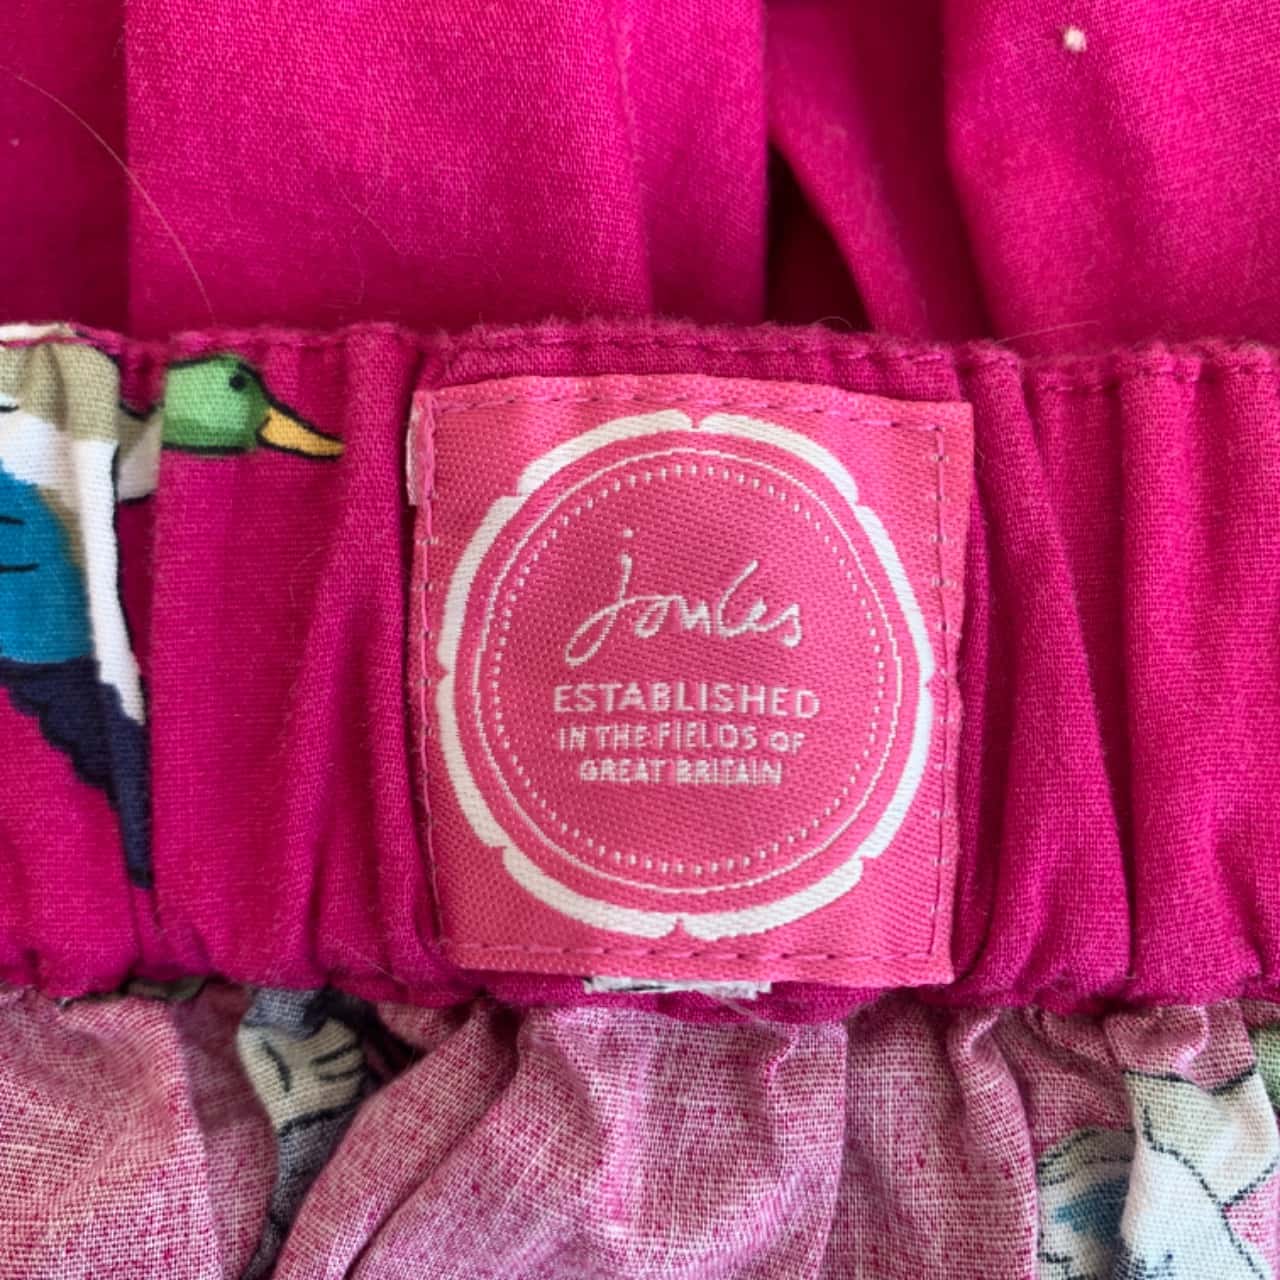 joules
ESTABLISHED
IN THE FIELDS OF
GREAT BRITAIN